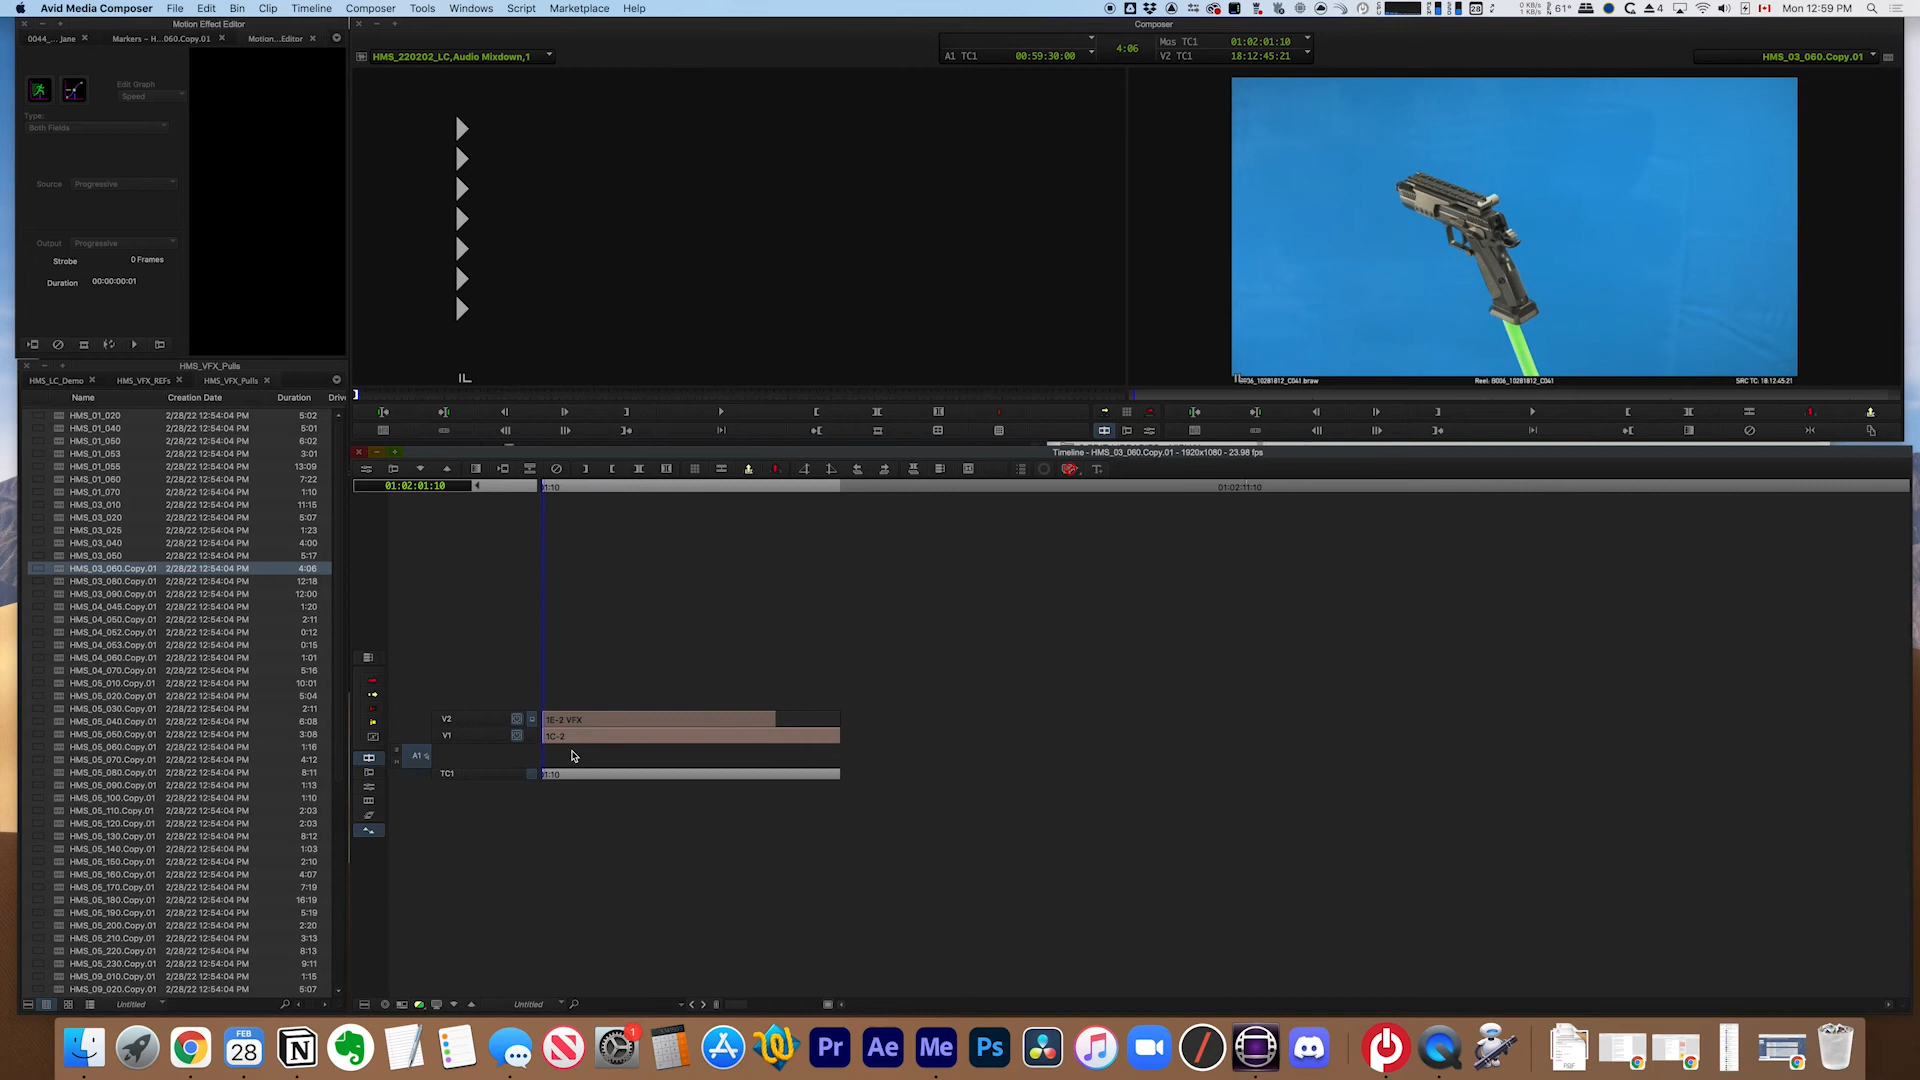 Avid Media Composer File Edit Bin Clip Timeline Composer Tools Windows Script Marketplace Help
61° Mon 12:59 PM
Motion Effect Editor
Composer
0044_... Jane
Markers – H...060.Copy.01
Motion...Editor
HMS_220202_LC,Audio Mixdown,1
A1 TC1 00:59:30:00
4:06
Mas TC1 01:02:01:10
V2 TC1 18:12:45:21
HMS_03_060.Copy.01
Edit Graph
Speed
Type:
Both Fields
Source Progressive
Output Progressive
Strobe 0 Frames
Duration 00:00:00:01
B006_10281812_C041.braw
Reel: B006_10281812_C041
SRC TC: 18:12:45:21
HMS_VFX_Pulls
HMS_LC_Demo
HMS_VFX_REFs
HMS_VFX_Pulls
Name Creation Date Duration Drive
HMS_01_020 2/28/22 12:54:04 PM 5:02
HMS_01_040 2/28/22 12:54:04 PM 5:01
HMS_01_050 2/28/22 12:54:04 PM 6:02
HMS_01_053 2/28/22 12:54:04 PM 3:01
HMS_01_055 2/28/22 12:54:04 PM 13:09
HMS_01_060 2/28/22 12:54:04 PM 7:22
HMS_01_070 2/28/22 12:54:04 PM 1:10
HMS_03_010 2/28/22 12:54:04 PM 11:15
HMS_03_020 2/28/22 12:54:04 PM 5:07
HMS_03_025 2/28/22 12:54:04 PM 1:23
HMS_03_040 2/28/22 12:54:04 PM 4:00
HMS_03_050 2/28/22 12:54:04 PM 5:17
HMS_03_060.Copy.01 2/28/22 12:54:04 PM 4:06
HMS_03_080.Copy.01 2/28/22 12:54:04 PM 12:18
HMS_03_090.Copy.01 2/28/22 12:54:04 PM 12:00
HMS_04_045.Copy.01 2/28/22 12:54:04 PM 1:20
HMS_04_050.Copy.01 2/28/22 12:54:04 PM 2:11
HMS_04_052.Copy.01 2/28/22 12:54:04 PM 0:12
HMS_04_053.Copy.01 2/28/22 12:54:04 PM 0:15
HMS_04_060.Copy.01 2/28/22 12:54:04 PM 1:01
HMS_04_070.Copy.01 2/28/22 12:54:04 PM 5:16
HMS_05_010.Copy.01 2/28/22 12:54:04 PM 10:01
HMS_05_020.Copy.01 2/28/22 12:54:04 PM 5:04
HMS_05_030.Copy.01 2/28/22 12:54:04 PM 2:11
HMS_05_040.Copy.01 2/28/22 12:54:04 PM 6:08
HMS_05_050.Copy.01 2/28/22 12:54:04 PM 3:08
HMS_05_060.Copy.01 2/28/22 12:54:04 PM 1:16
HMS_05_070.Copy.01 2/28/22 12:54:04 PM 4:12
HMS_05_080.Copy.01 2/28/22 12:54:04 PM 8:11
HMS_05_090.Copy.01 2/28/22 12:54:04 PM 1:13
HMS_05_100.Copy.01 2/28/22 12:54:04 PM 1:10
HMS_05_110.Copy.01 2/28/22 12:54:04 PM 2:03
HMS_05_120.Copy.01 2/28/22 12:54:04 PM 2:03
HMS_05_130.Copy.01 2/28/22 12:54:04 PM 8:12
HMS_05_140.Copy.01 2/28/22 12:54:04 PM 1:03
HMS_05_150.Copy.01 2/28/22 12:54:04 PM 2:10
HMS_05_160.Copy.01 2/28/22 12:54:04 PM 4:07
HMS_05_170.Copy.01 2/28/22 12:54:04 PM 7:19
HMS_05_180.Copy.01 2/28/22 12:54:04 PM 16:19
HMS_05_190.Copy.01 2/28/22 12:54:04 PM 5:19
HMS_05_200.Copy.01 2/28/22 12:54:04 PM 2:20
HMS_05_210.Copy.01 2/28/22 12:54:04 PM 3:13
HMS_05_220.Copy.01 2/28/22 12:54:04 PM 8:13
HMS_05_230.Copy.01 2/28/22 12:54:04 PM 9:11
HMS_09_010.Copy.01 2/28/22 12:54:04 PM 1:15
HMS_09_020.Copy.01 2/28/22 12:54:04 PM 5:07
Untitled
Timeline - HMS_03_060.Copy.01 - 1920x1080 - 23.98 fps
01:02:01:10
01:02:11:10
V2 1E-2 VFX
V1 1C-2
A1
TC1
Untitled
FEB
28
1
Pr Ae Me Ps
PDF